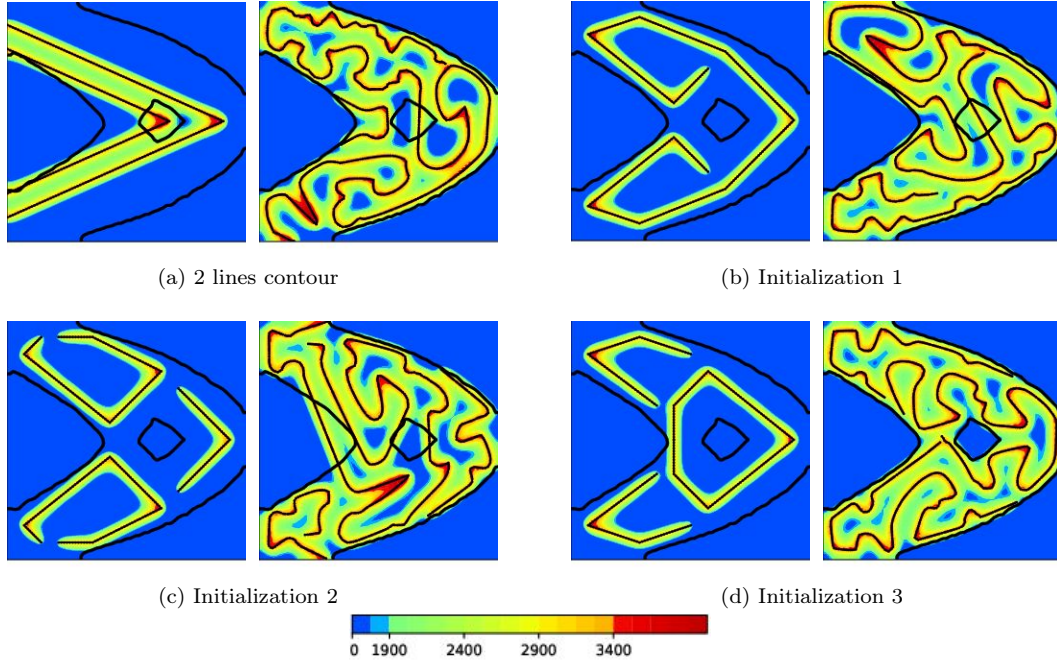 (a) 2 lines contour
(b) Initialization 1
(c) Initialization 2
(d) Initialization 3
0 1900 2400 2900 3400